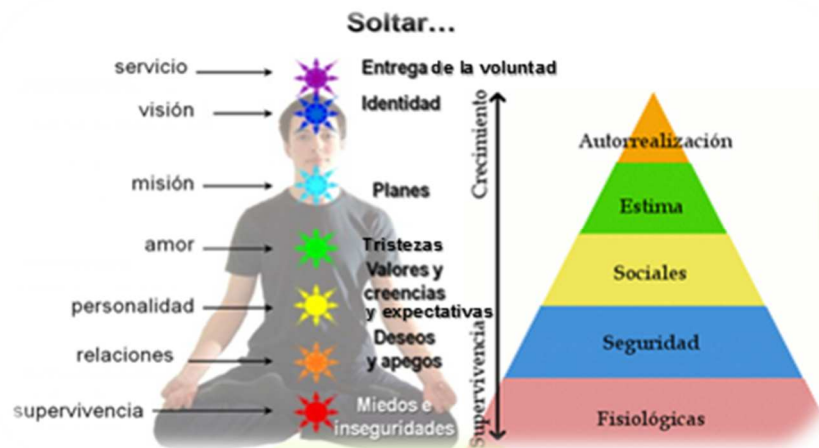 Soltar...
servicio
visión
misión
amor
personalidad
relaciones
supervivencia
Entrega de la voluntad
Identidad
Planes
Tristezas
Valores y
creencias
y expectativas
Deseos
y apegos
Miedos e
inseguridades
Crecimiento
Supervivencia
Autorrealización
Estima
Sociales
Seguridad
Fisiológicas